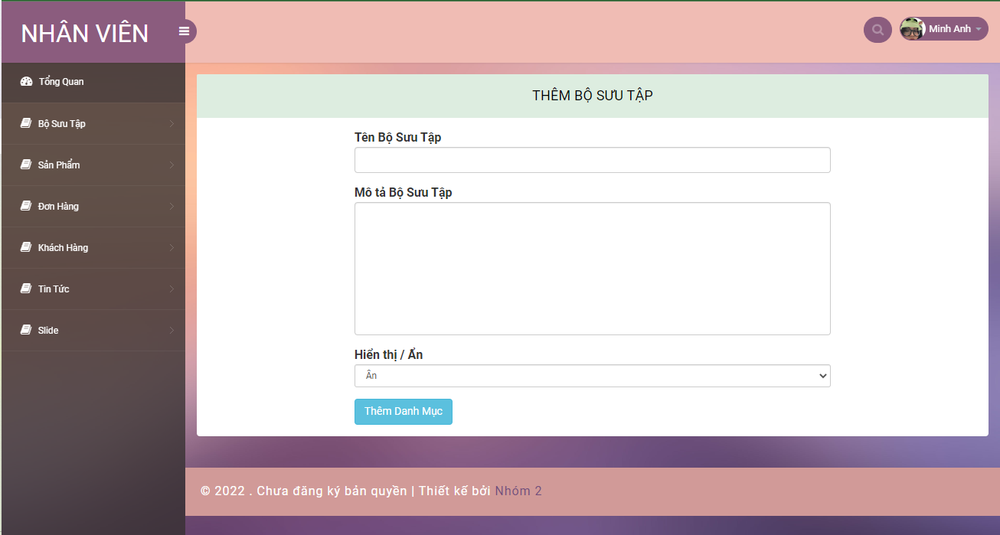 NHÂN VIÊN
Minh Anh
Tổng Quan
Bộ Sưu Tập
Sản Phẩm
Đơn Hàng
Khách Hàng
Tin Tức
Slide
THÊM BỘ SƯU TẬP
Tên Bộ Sưu Tập
Mô tả Bộ Sưu Tập
Hiển thị / Ẩn
Ẩn
Thêm Danh Mục
© 2022 . Chưa đăng ký bản quyền | Thiết kế bởi Nhóm 2